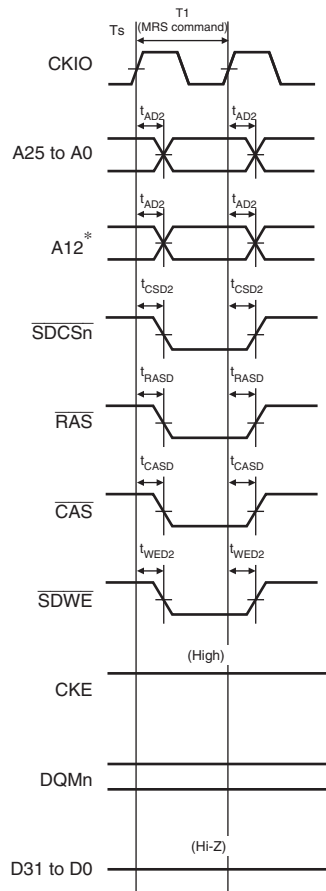 Ts
T1
(MRS command)
CKIO
tAD2 tAD2
A25 to A0
tAD2 tAD2
A12*
tCSD2 tCSD2
SDCSn
tRASD tRASD
RAS
tCASD tCASD
CAS
tWED2 tWED2
SDWE
(High)
CKE
DQMn
(Hi-Z)
D31 to D0